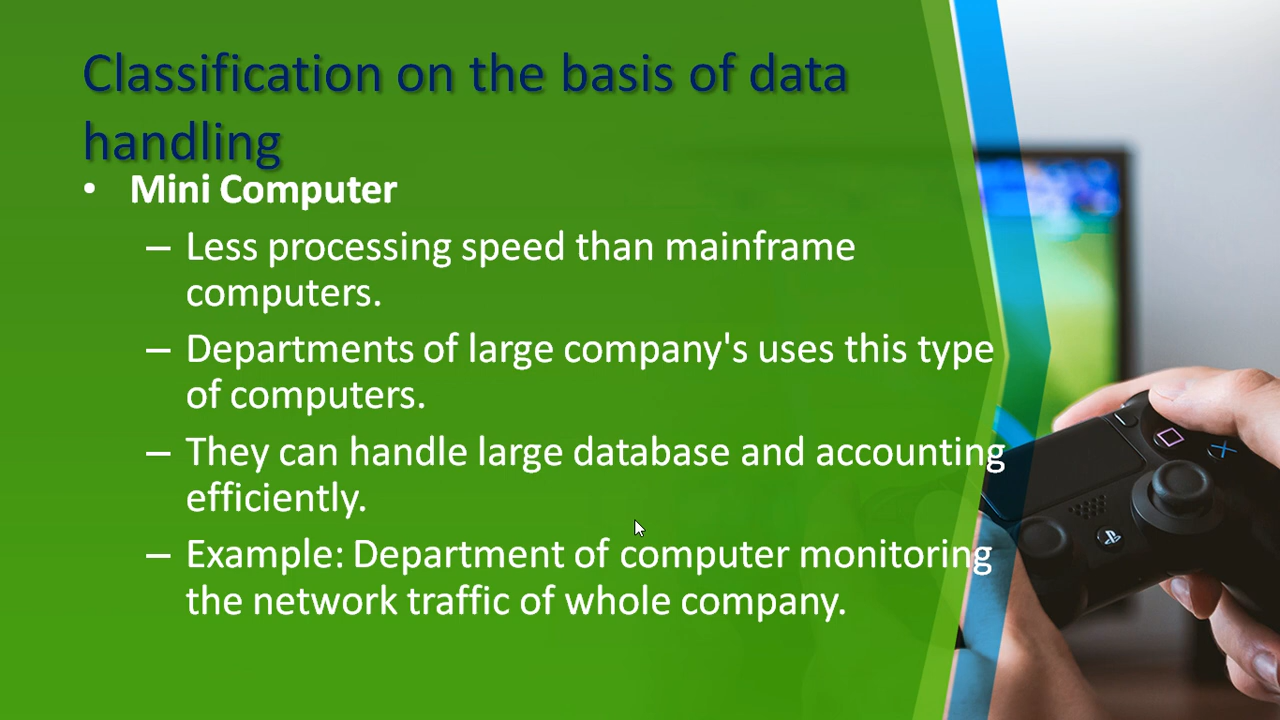 Classification on the basis of data
handling
• Mini Computer
– Less processing speed than mainframe
computers.
– Departments of large company's uses this type
of computers.
– They can handle large database and accounting
efficiently.
– Example: Department of computer monitoring
the network traffic of whole company.